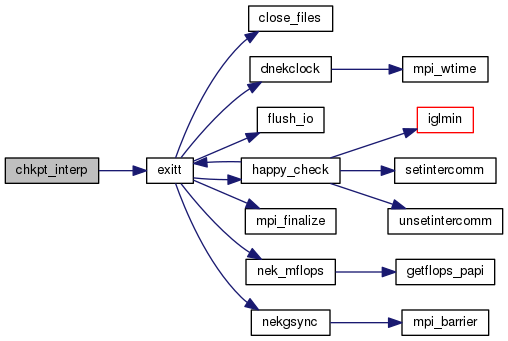 close_files
dnekclock
mpi_wtime
flush_io
iglmin
chkpt_interp
exitt
happy_check
setintercomm
mpi_finalize
unsetintercomm
nek_mflops
getflops_papi
nekgsync
mpi_barrier